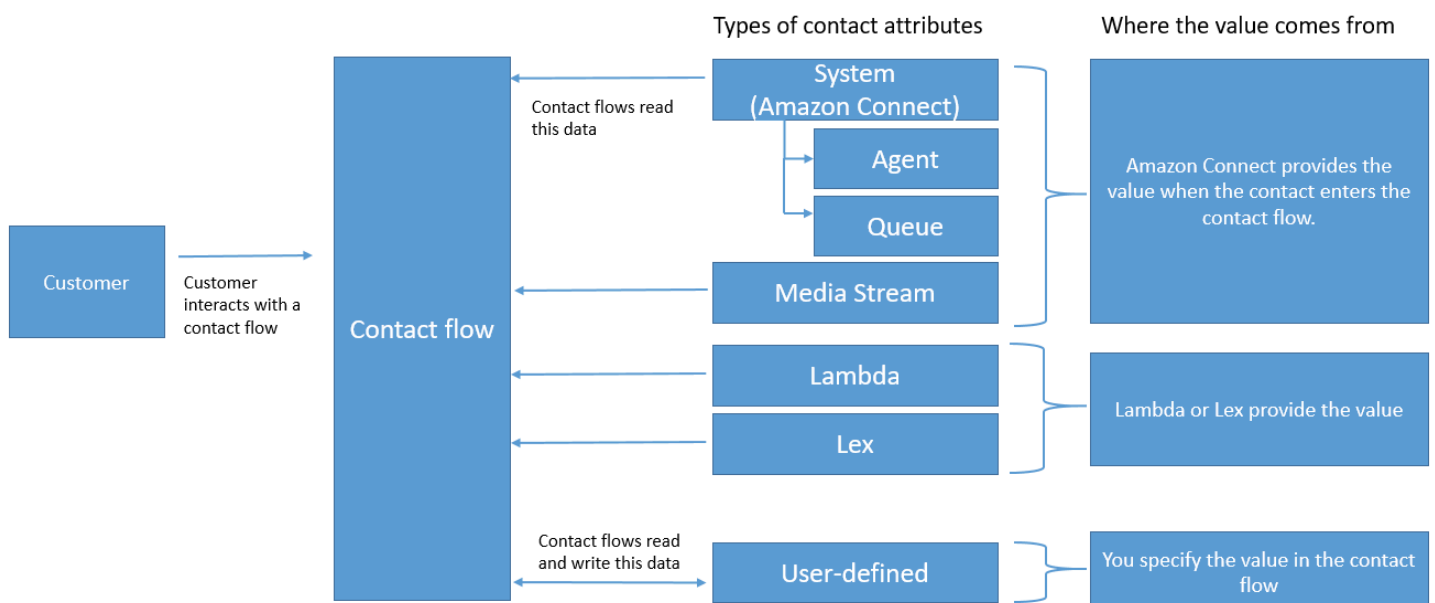 Types of contact attributes
Where the value comes from
System
(Amazon Connect)
Contact flows read
this data
Agent
Amazon Connect provides the
value when the contact enters the
contact flow.
Queue
Customer
Customer
interacts with a
contact flow
Media Stream
Contact flow
Lambda
Lambda or Lex provide the value
Lex
Contact flows read
and write this data
User-defined
You specify the value in the contact
flow